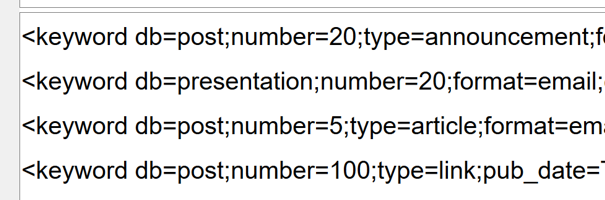 <keyword db=post;number=20;type=announcement;f
<keyword db=presentation;number=20;format=email;
<keyword db=post;number=5;type=article;format=em
<keyword db=post;number=100;type=link;pub_date=